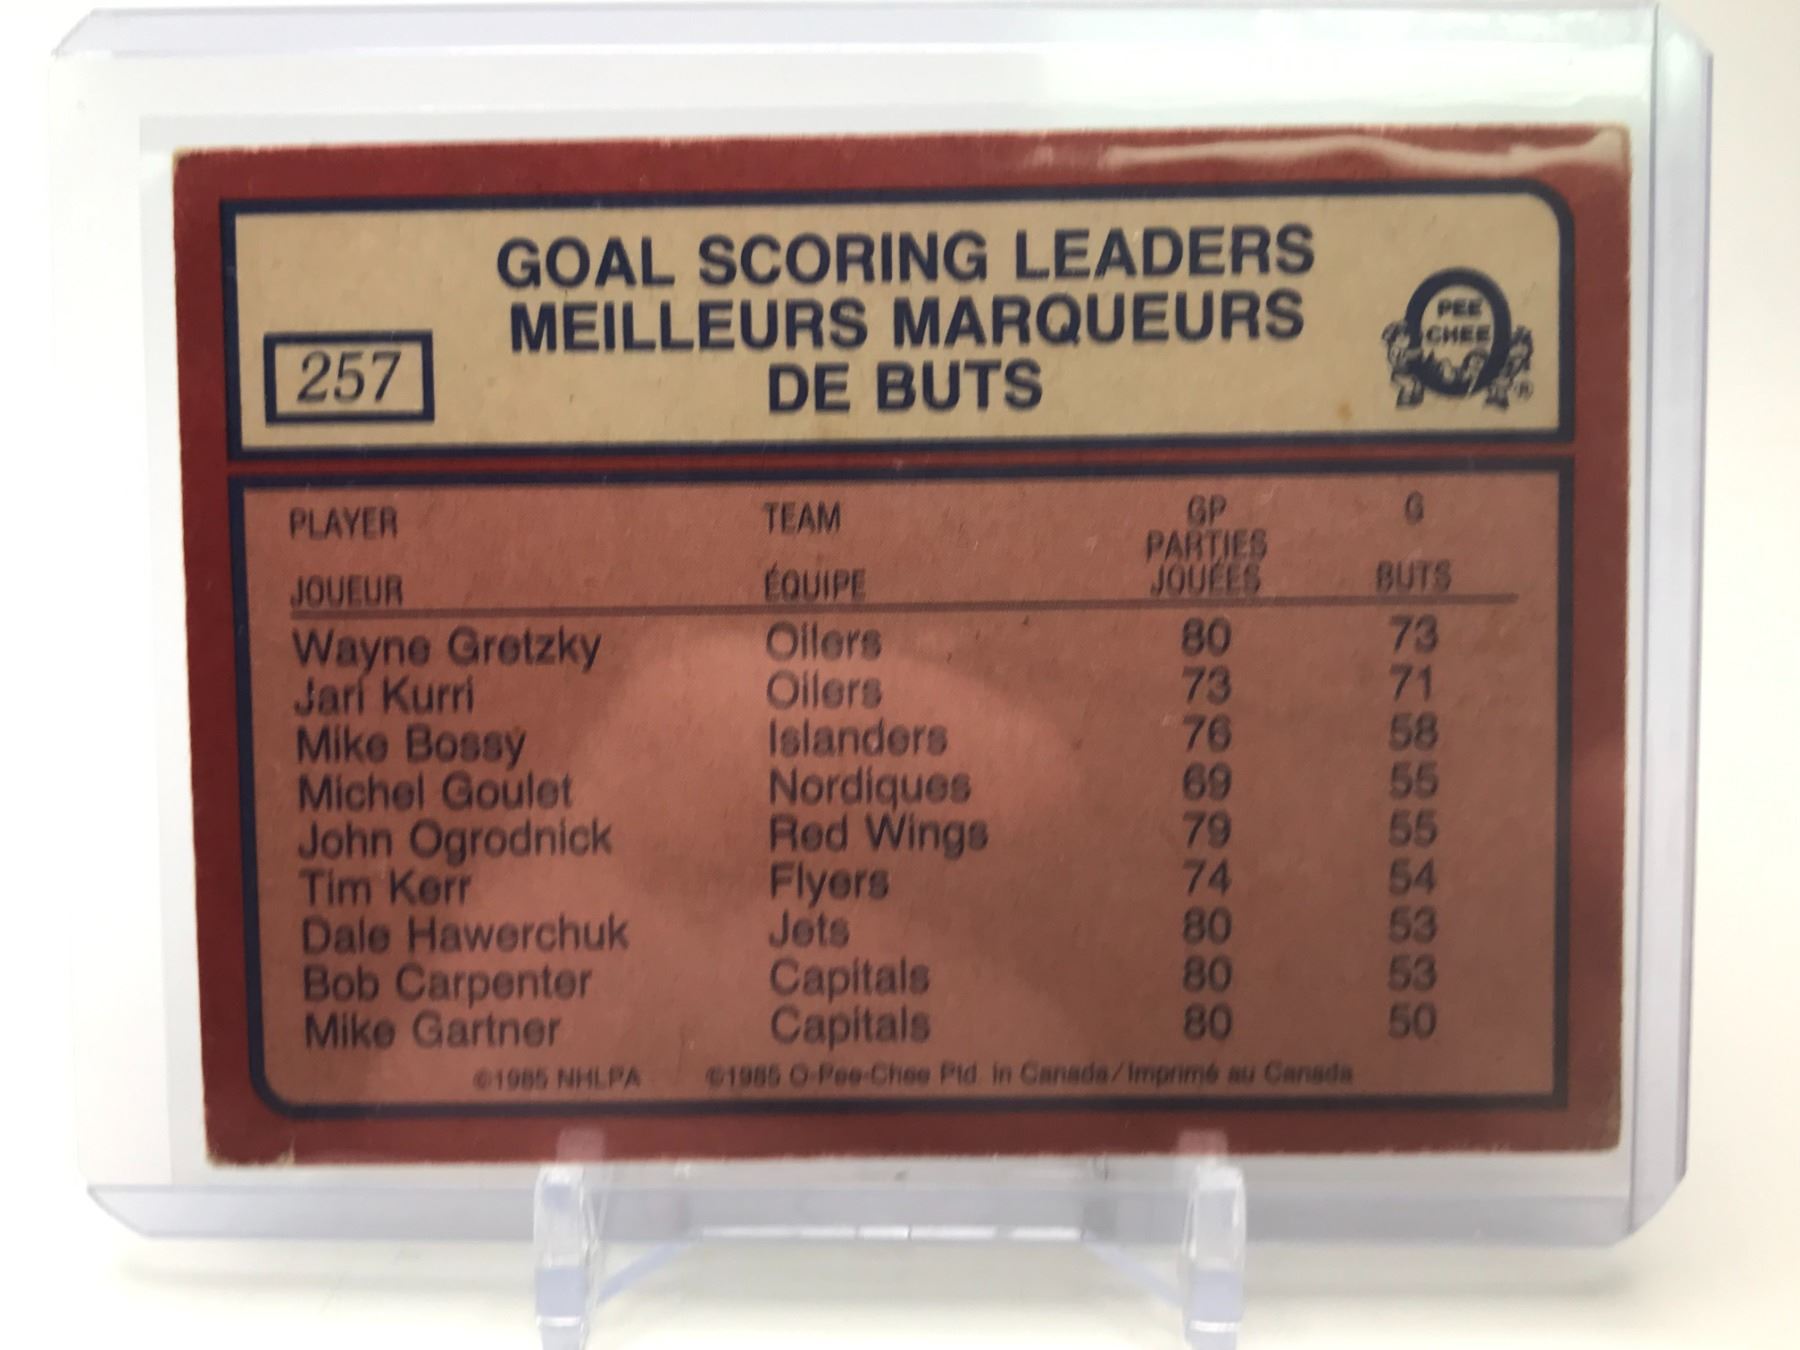 GOAL SCORING LEADERS
MEILLEURS MARQUEURS
DE BUTS
257
PEE
CHEE
®
PLAYER TEAM GP G
PARTIES
JOUEUR ÉQUIPE JOUÉES BUTS
Wayne Gretzky Oilers 80 73
Jari Kurri Oilers 73 71
Mike Bossy Islanders 76 58
Michel Goulet Nordiques 69 55
John Ogrodnick Red Wings 79 55
Tim Kerr Flyers 74 54
Dale Hawerchuk Jets 80 53
Bob Carpenter Capitals 80 53
Mike Gartner Capitals 80 50
©1985 NHLPA ©1985 O-Pee-Chee Ptd. in Canada/Imprimé au Canada